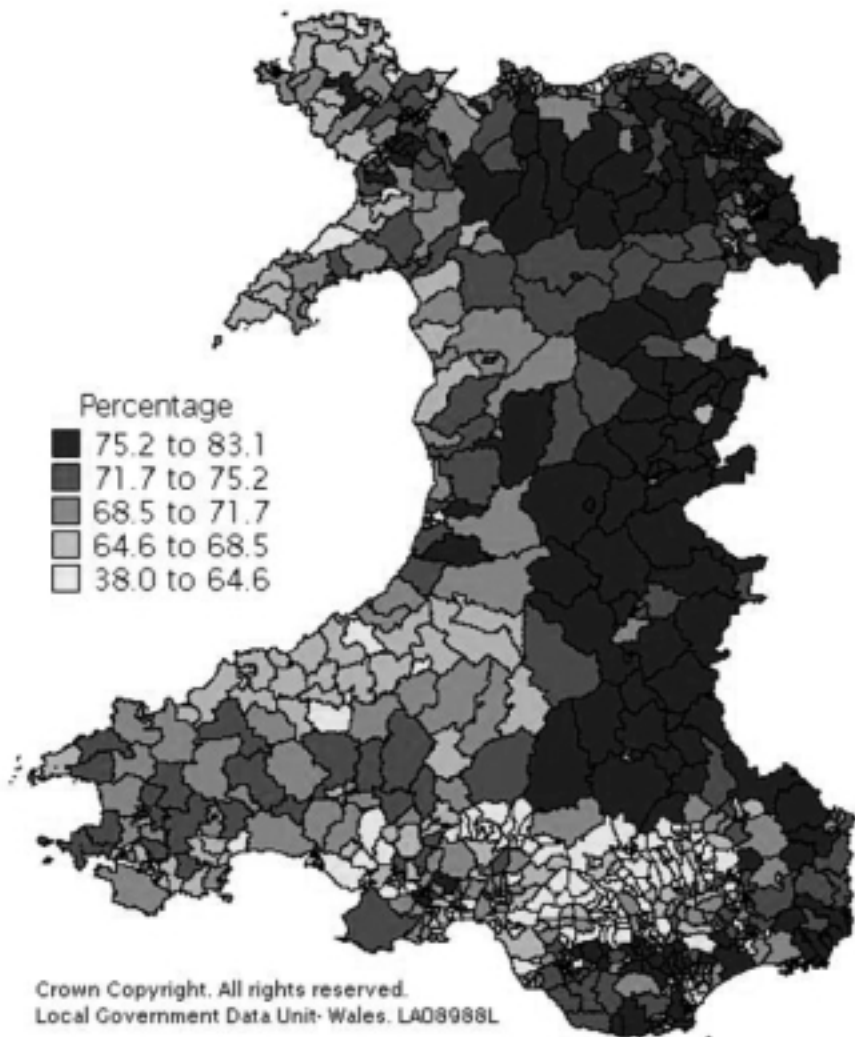 Percentage
75.2 to 83.1
71.7 to 75.2
68.5 to 71.7
64.6 to 68.5
38.0 to 64.6
Crown Copyright. All rights reserved.
Local Government Data Unit- Wales. LA08988L